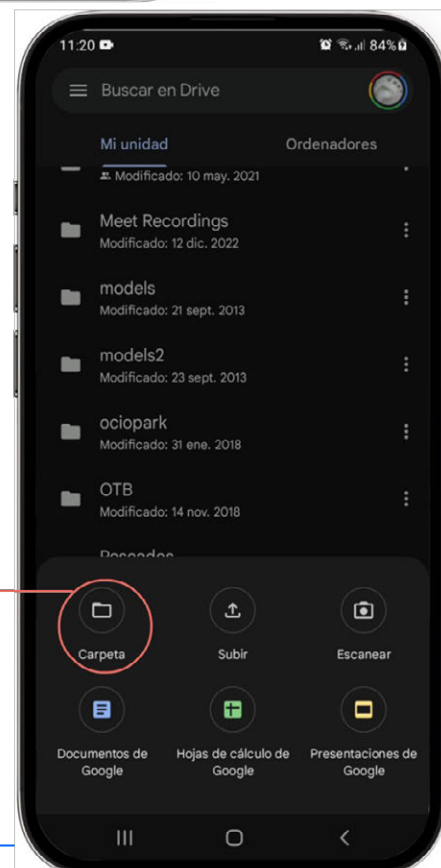 11:20 84%
Buscar en Drive
Mi unidad Ordenadores
Modificado: 10 may. 2021
Meet Recordings
Modificado: 12 dic. 2022
models
Modificado: 21 sept. 2013
models2
Modificado: 23 sept. 2013
ociopark
Modificado: 31 ene. 2018
OTB
Modificado: 14 nov. 2018
Carpeta Subir Escanear
Documentos de Google Hojas de cálculo de Google Presentaciones de Google